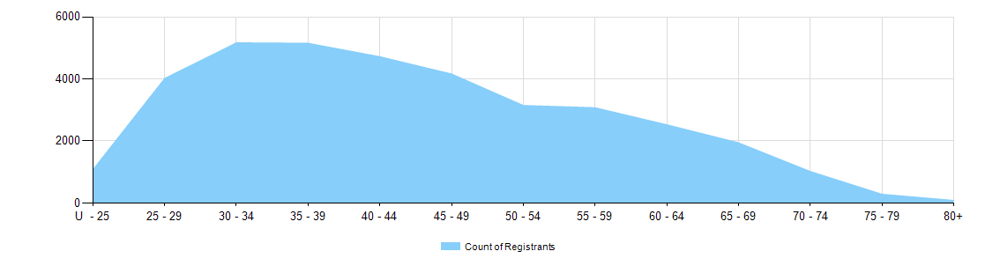 6000
4000
2000
0
U - 25 25 - 29 30 - 34 35 - 39 40 - 44 45 - 49 50 - 54 55 - 59 60 - 64 65 - 69 70 - 74 75 - 79 80+
Count of Registrants